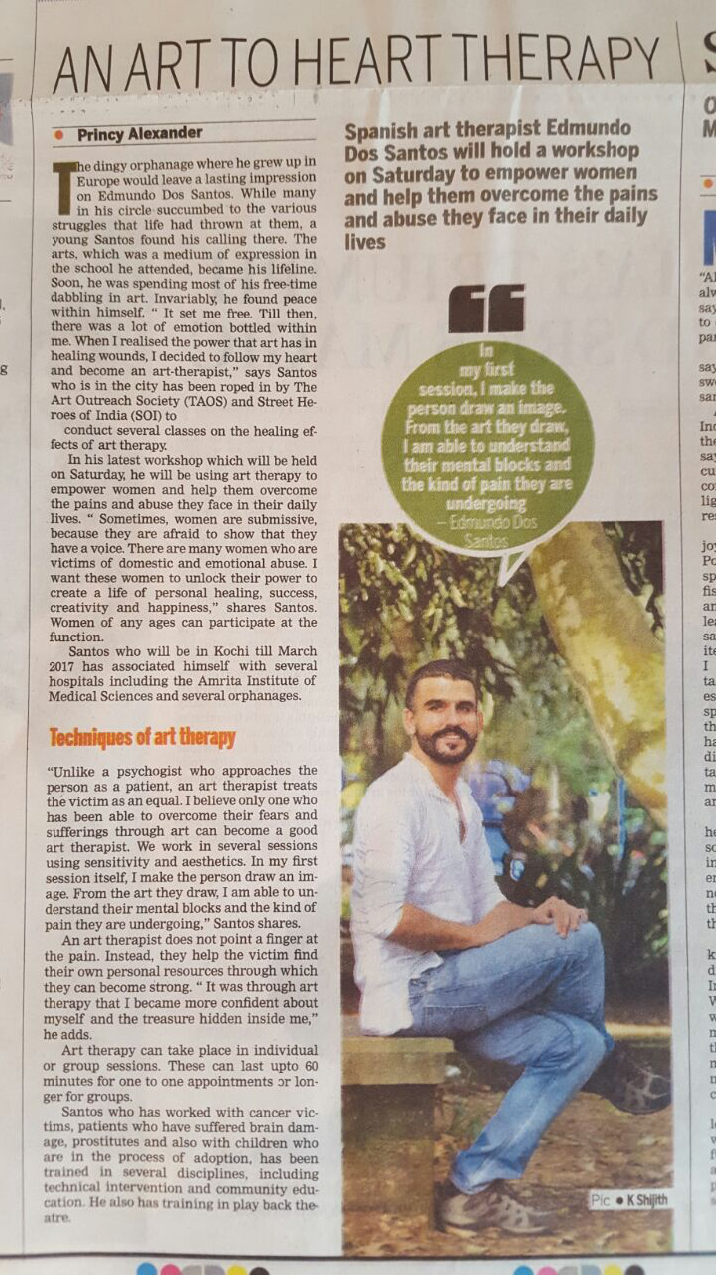 AN ART TO HEART THERAPY
• Princy Alexander
The dingy orphanage where he grew up in
Europe would leave a lasting impression
on Edmundo Dos Santos. While many
in his circle succumbed to the various
struggles that life had thrown at them, a
young Santos found his calling there. The
arts, which was a medium of expression in
the school he attended, became his lifeline.
Soon, he was spending most of his free-time
dabbling in art. Invariably, he found peace
within himself. " It set me free. Till then,
there was a lot of emotion bottled within
me. When I realised the power that art has in
healing wounds, I decided to follow my heart
and become an art-therapist," says Santos
who is in the city has been roped in by The
Art Outreach Society (TAOS) and Street He-
roes of India (SOI) to
conduct several classes on the healing ef-
fects of art therapy.
In his latest workshop which will be held
on Saturday, he will be using art therapy to
empower women and help them overcome
the pains and abuse they face in their daily
lives. " Sometimes, women are submissive,
because they are afraid to show that they
have a voice. There are many women who are
victims of domestic and emotional abuse. I
want these women to unlock their power to
create a life of personal healing, success,
creativity and happiness," shares Santos.
Women of any ages can participate at the
function.
Santos who will be in Kochi till March
2017 has associated himself with several
hospitals including the Amrita Institute of
Medical Sciences and several orphanages.
Techniques of art therapy
"Unlike a psychogist who approaches the
person as a patient, an art therapist treats
the victim as an equal. I believe only one who
has been able to overcome their fears and
sufferings through art can become a good
art therapist. We work in several sessions
using sensitivity and aesthetics. In my first
session itself, I make the person draw an im-
age. From the art they draw, I am able to un-
derstand their mental blocks and the kind of
pain they are undergoing," Santos shares.
An art therapist does not point a finger at
the pain. Instead, they help the victim find
their own personal resources through which
they can become strong. " It was through art
therapy that I became more confident about
myself and the treasure hidden inside me,"
he adds.
Art therapy can take place in individual
or group sessions. These can last upto 60
minutes for one to one appointments or lon-
ger for groups.
Santos who has worked with cancer vic-
tims, patients who have suffered brain dam-
age, prostitutes and also with children who
are in the process of adoption, has been
trained in several disciplines, including
technical intervention and community edu-
cation. He also has training in play back the-
atre.
Spanish art therapist Edmundo
Dos Santos will hold a workshop
on Saturday to empower women
and help them overcome the pains
and abuse they face in their daily
lives
In
my first
session, I make the
person draw an image.
From the art they draw,
I am able to understand
their mental blocks and
the kind of pain they are
undergoing
– Edmundo Dos
Santos
Pic • K Shijith